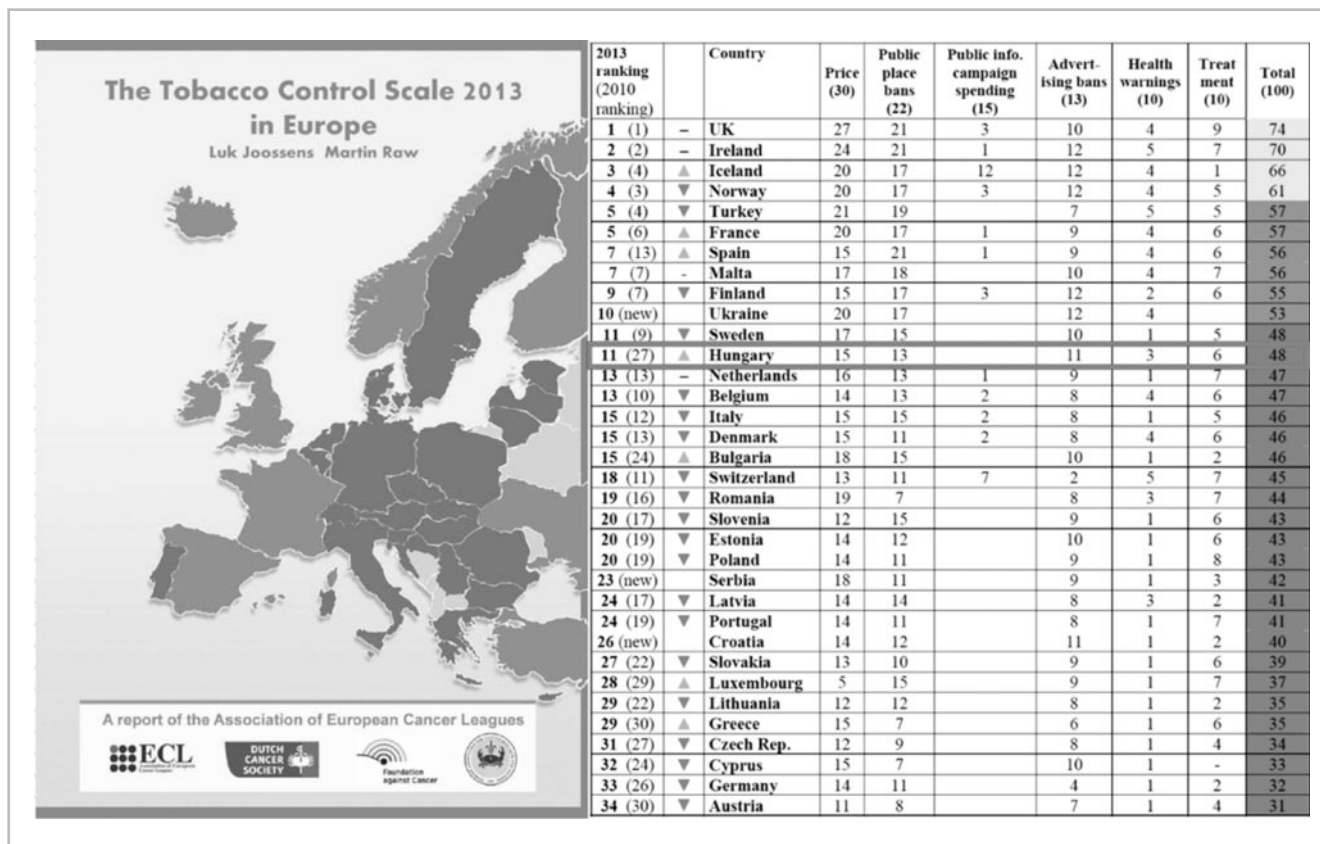 The Tobacco Control Scale 2013
in Europe
Luk Joossens Martin Raw
A report of the Association of European Cancer Leagues
ECL
DUTCH
CANCER
SOCIETY
Foundation
against Cancer
2013 ranking (2010 ranking) Country Price (30) Public place bans (22) Public info. campaign spending (15) Advert-ising bans (13) Health warnings (10) Treat ment (10) Total (100)
1 (1) – UK 27 21 3 10 4 9 74
2 (2) – Ireland 24 21 1 12 5 7 70
3 (4) ▲ Iceland 20 17 12 12 4 1 66
4 (3) ▼ Norway 20 17 3 12 4 5 61
5 (4) ▼ Turkey 21 19 7 5 5 57
5 (6) ▲ France 20 17 1 9 4 6 57
7 (13) ▲ Spain 15 21 1 9 4 6 56
7 (7) - Malta 17 18 10 4 7 56
9 (7) ▼ Finland 15 17 3 12 2 6 55
10 (new) Ukraine 20 17 12 4 53
11 (9) ▼ Sweden 17 15 10 1 5 48
11 (27) ▲ Hungary 15 13 11 3 6 48
13 (13) – Netherlands 16 13 1 9 1 7 47
13 (10) ▼ Belgium 14 13 2 8 4 6 47
15 (12) ▼ Italy 15 15 2 8 1 5 46
15 (13) ▼ Denmark 15 11 2 8 4 6 46
15 (24) ▲ Bulgaria 18 15 10 1 2 46
18 (11) ▼ Switzerland 13 11 7 2 5 7 45
19 (16) ▼ Romania 19 7 8 3 7 44
20 (17) ▼ Slovenia 12 15 9 1 6 43
20 (19) ▼ Estonia 14 12 10 1 6 43
20 (19) ▼ Poland 14 11 9 1 8 43
23 (new) Serbia 18 11 9 1 3 42
24 (17) ▼ Latvia 14 14 8 3 2 41
24 (19) ▼ Portugal 14 11 8 1 7 41
26 (new) Croatia 14 12 11 1 2 40
27 (22) ▼ Slovakia 13 10 9 1 6 39
28 (29) ▲ Luxembourg 5 15 9 1 7 37
29 (22) ▼ Lithuania 12 12 8 1 2 35
29 (30) ▲ Greece 15 7 6 1 6 35
31 (27) ▼ Czech Rep. 12 9 8 1 4 34
32 (24) ▼ Cyprus 15 7 10 1 - 33
33 (26) ▼ Germany 14 11 4 1 2 32
34 (30) ▼ Austria 11 8 7 1 4 31